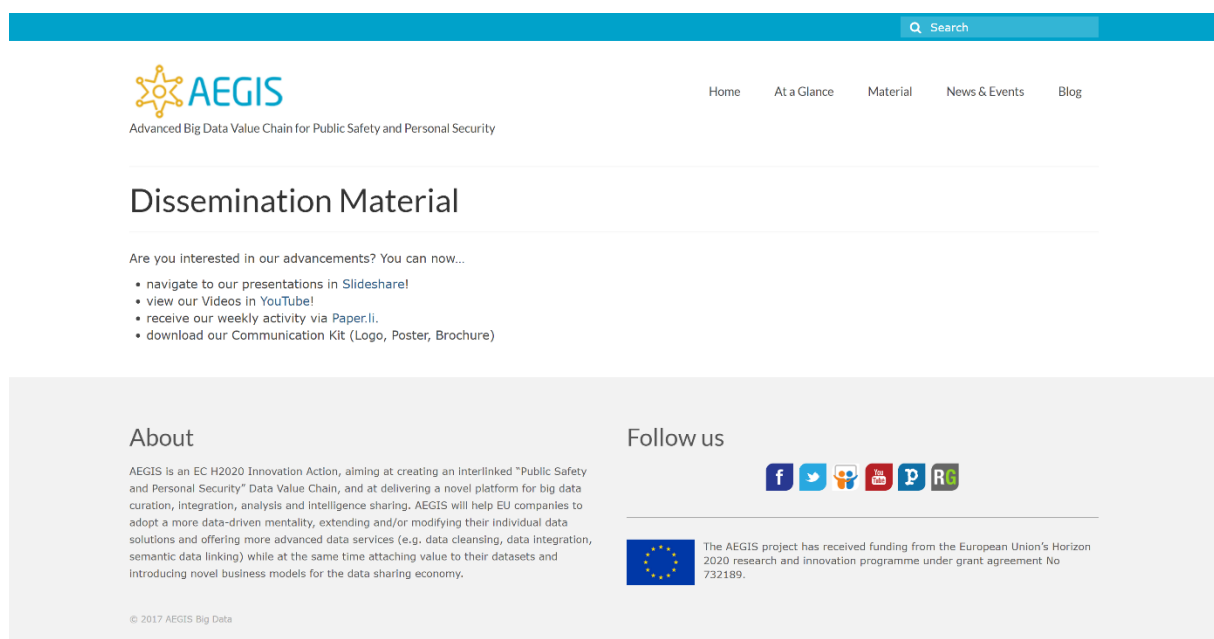 Search
AEGIS
Advanced Big Data Value Chain for Public Safety and Personal Security
Home At a Glance Material News & Events Blog
Dissemination Material
Are you interested in our advancements? You can now...
• navigate to our presentations in Slideshare!
• view our Videos in YouTube!
• receive our weekly activity via Paper.li.
• download our Communication Kit (Logo, Poster, Brochure)
About
AEGIS is an EC H2020 Innovation Action, aiming at creating an interlinked "Public Safety
and Personal Security" Data Value Chain, and at delivering a novel platform for big data
curation, integration, analysis and intelligence sharing. AEGIS will help EU companies to
adopt a more data-driven mentality, extending and/or modifying their individual data
solutions and offering more advanced data services (e.g. data cleansing, data integration,
semantic data linking) while at the same time attaching value to their datasets and
introducing novel business models for the data sharing economy.
© 2017 AEGIS Big Data
Follow us
f You Tube RG
The AEGIS project has received funding from the European Union's Horizon
2020 research and innovation programme under grant agreement No
732189.